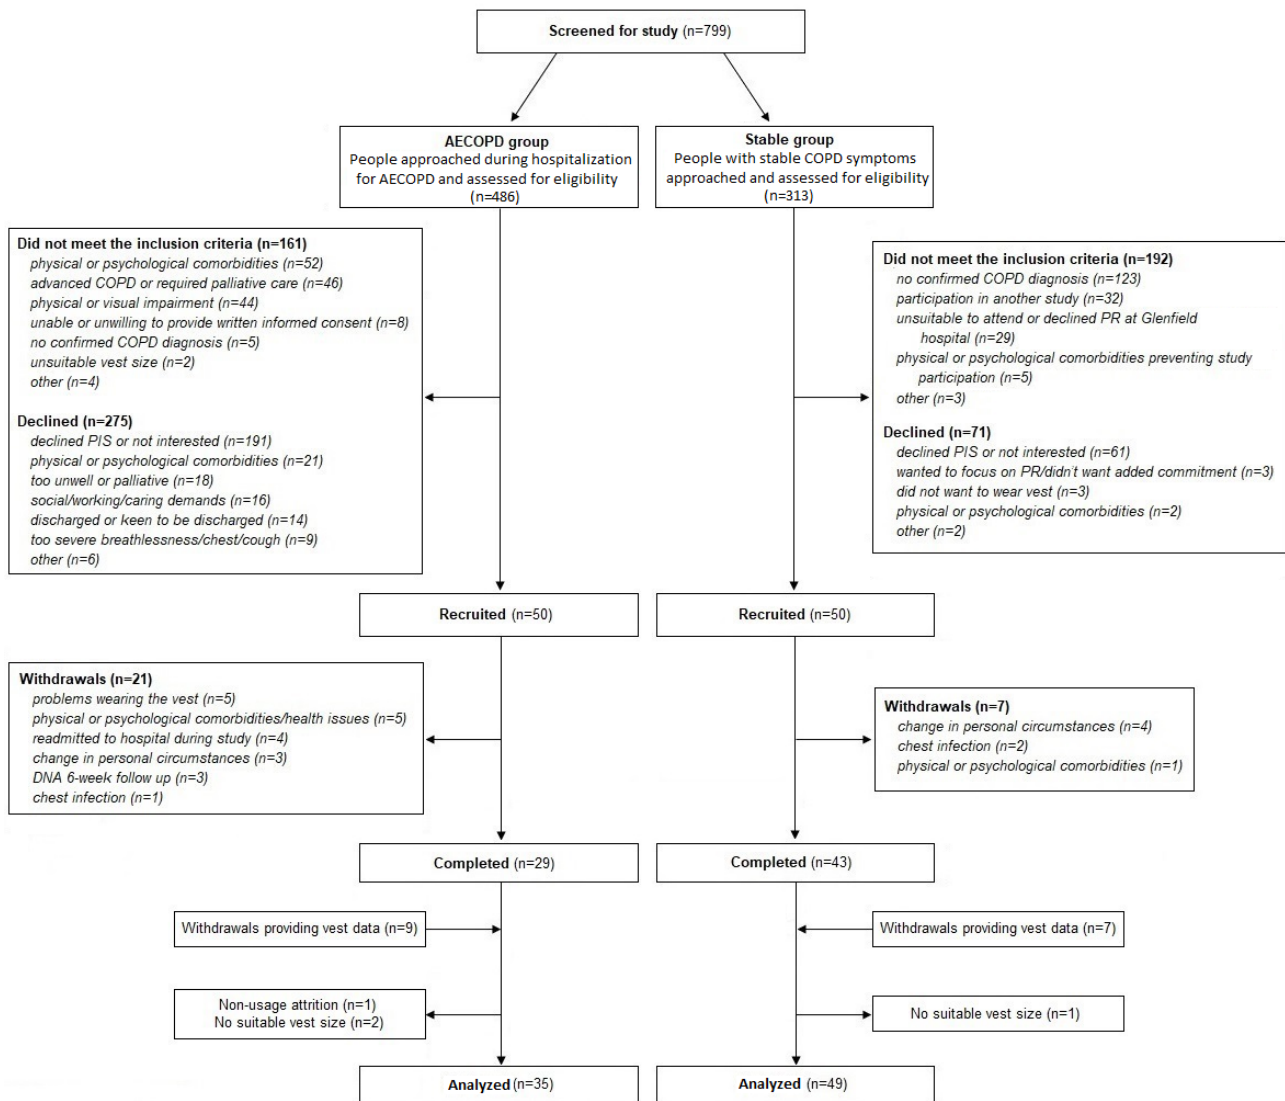 Screened for study (n=799)
AECOPD group
People approached during hospitalization
for AECOPD and assessed for eligibility
(n=486)
Stable group
People with stable COPD symptoms
approached and assessed for eligibility
(n=313)
Did not meet the inclusion criteria (n=161)
physical or psychological comorbidities (n=52)
advanced COPD or required palliative care (n=46)
physical or visual impairment (n=44)
unable or unwilling to provide written informed consent (n=8)
no confirmed COPD diagnosis (n=5)
unsuitable vest size (n=2)
other (n=4)
Declined (n=275)
declined PIS or not interested (n=191)
physical or psychological comorbidities (n=21)
too unwell or palliative (n=18)
social/working/caring demands (n=16)
discharged or keen to be discharged (n=14)
too severe breathlessness/chest/cough (n=9)
other (n=6)
Did not meet the inclusion criteria (n=192)
no confirmed COPD diagnosis (n=123)
participation in another study (n=32)
unsuitable to attend or declined PR at Glenfield
hospital (n=29)
physical or psychological comorbidities preventing study
participation (n=5)
other (n=3)
Declined (n=71)
declined PIS or not interested (n=61)
wanted to focus on PR/didn't want added commitment (n=3)
did not want to wear vest (n=3)
physical or psychological comorbidities (n=2)
other (n=2)
Recruited (n=50)
Recruited (n=50)
Withdrawals (n=21)
problems wearing the vest (n=5)
physical or psychological comorbidities/health issues (n=5)
readmitted to hospital during study (n=4)
change in personal circumstances (n=3)
DNA 6-week follow up (n=3)
chest infection (n=1)
Withdrawals (n=7)
change in personal circumstances (n=4)
chest infection (n=2)
physical or psychological comorbidities (n=1)
Completed (n=29)
Completed (n=43)
Withdrawals providing vest data (n=9)
Withdrawals providing vest data (n=7)
Non-usage attrition (n=1)
No suitable vest size (n=2)
No suitable vest size (n=1)
Analyzed (n=35)
Analyzed (n=49)